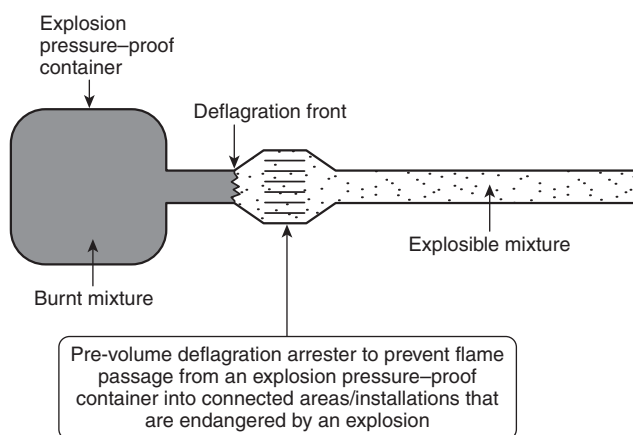 Explosion
pressure–proof
container
Deflagration front
Explosible mixture
Burnt mixture
Pre-volume deflagration arrester to prevent flame
passage from an explosion pressure–proof
container into connected areas/installations that
are endangered by an explosion